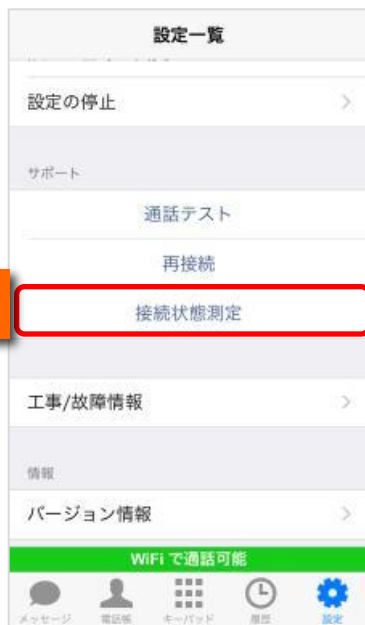 設定一覧
設定の停止
サポート
通話テスト
再接続
接続状態測定
工事/故障情報
情報
バージョン情報
WiFi で通話可能
メッセージ 電話帳 キーパッド 履歴 設定